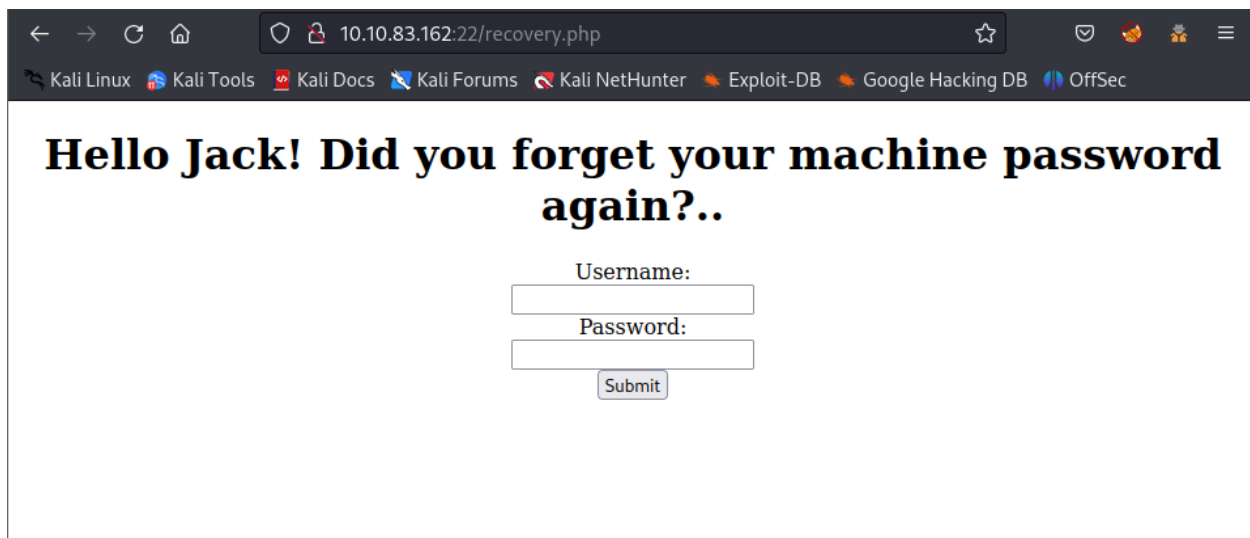 10.10.83.162:22/recovery.php
Kali Linux Kali Tools Kali Docs Kali Forums Kali NetHunter Exploit-DB Google Hacking DB OffSec
Hello Jack! Did you forget your machine password
again?..
Username:
Password:
Submit